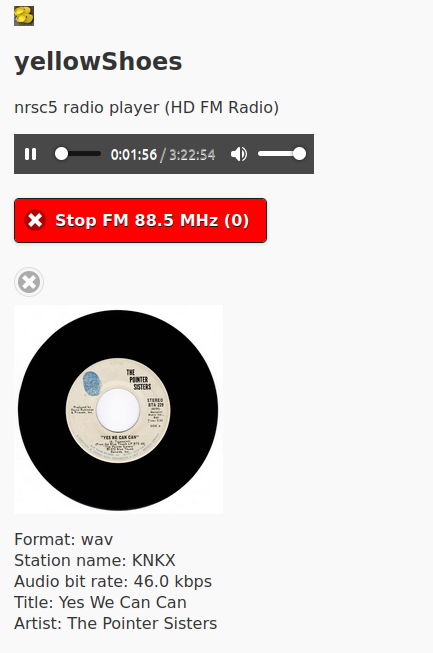 yellowShoes
nrsc5 radio player (HD FM Radio)
0:01:56 / 3:22:54
Stop FM 88.5 MHz (0)
THE
POINTER
SISTERS
STEREO
BTA 229
"YES WE CAN CAN"
Format: wav
Station name: KNKX
Audio bit rate: 46.0 kbps
Title: Yes We Can Can
Artist: The Pointer Sisters